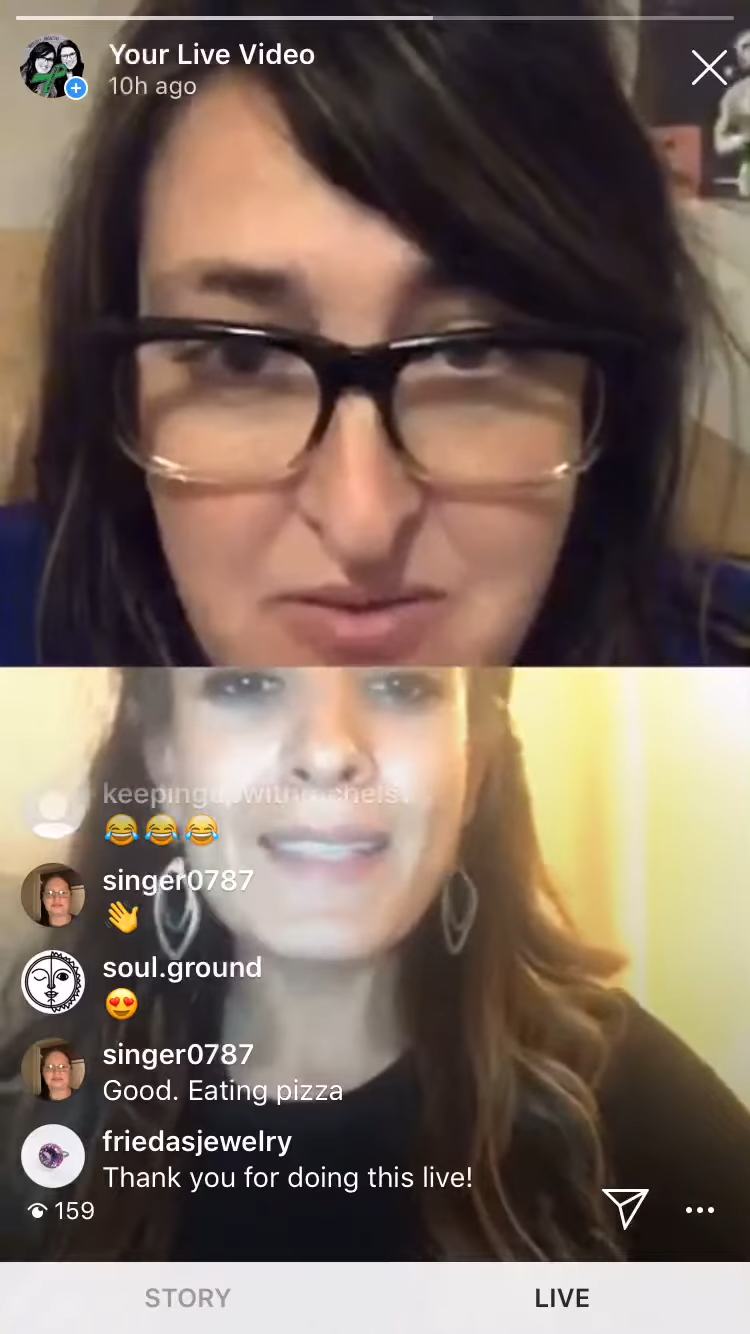 Your Live Video
10h ago
😂😂😂
singer0787
👋
soul.ground
😍
singer0787
Good. Eating pizza
friedasjewelry
Thank you for doing this live!
159
STORY
LIVE